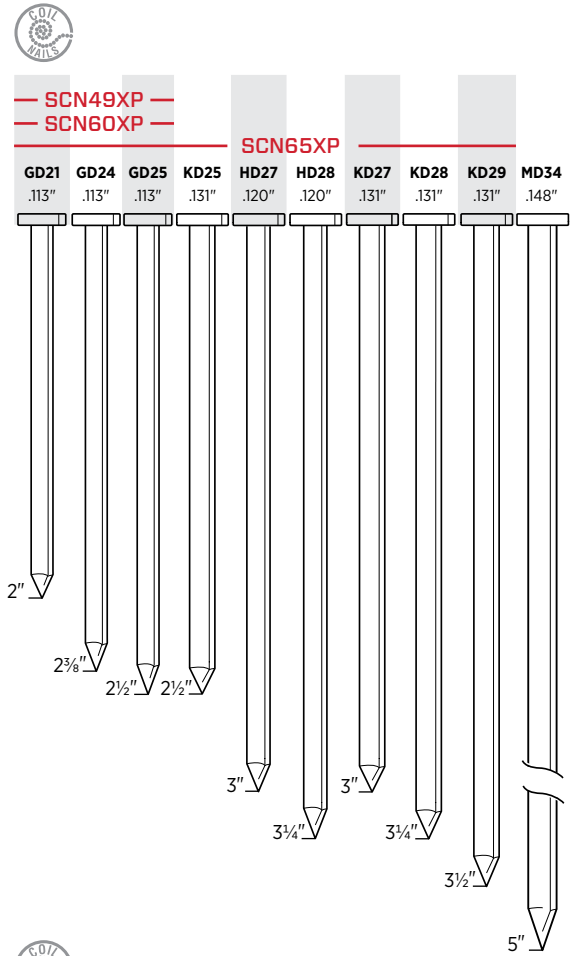 COIL
NAILS
SCN49XP
SCN60XP
SCN65XP
GD21 GD24 GD25 KD25 HD27 HD28 KD27 KD28 KD29 MD34
.113" .113" .113" .131" .120" .120" .131" .131" .131" .148"
2"
2⅜"
2½" 2½"
3" 3"
3¼" 3¼"
3½"
5"
COIL